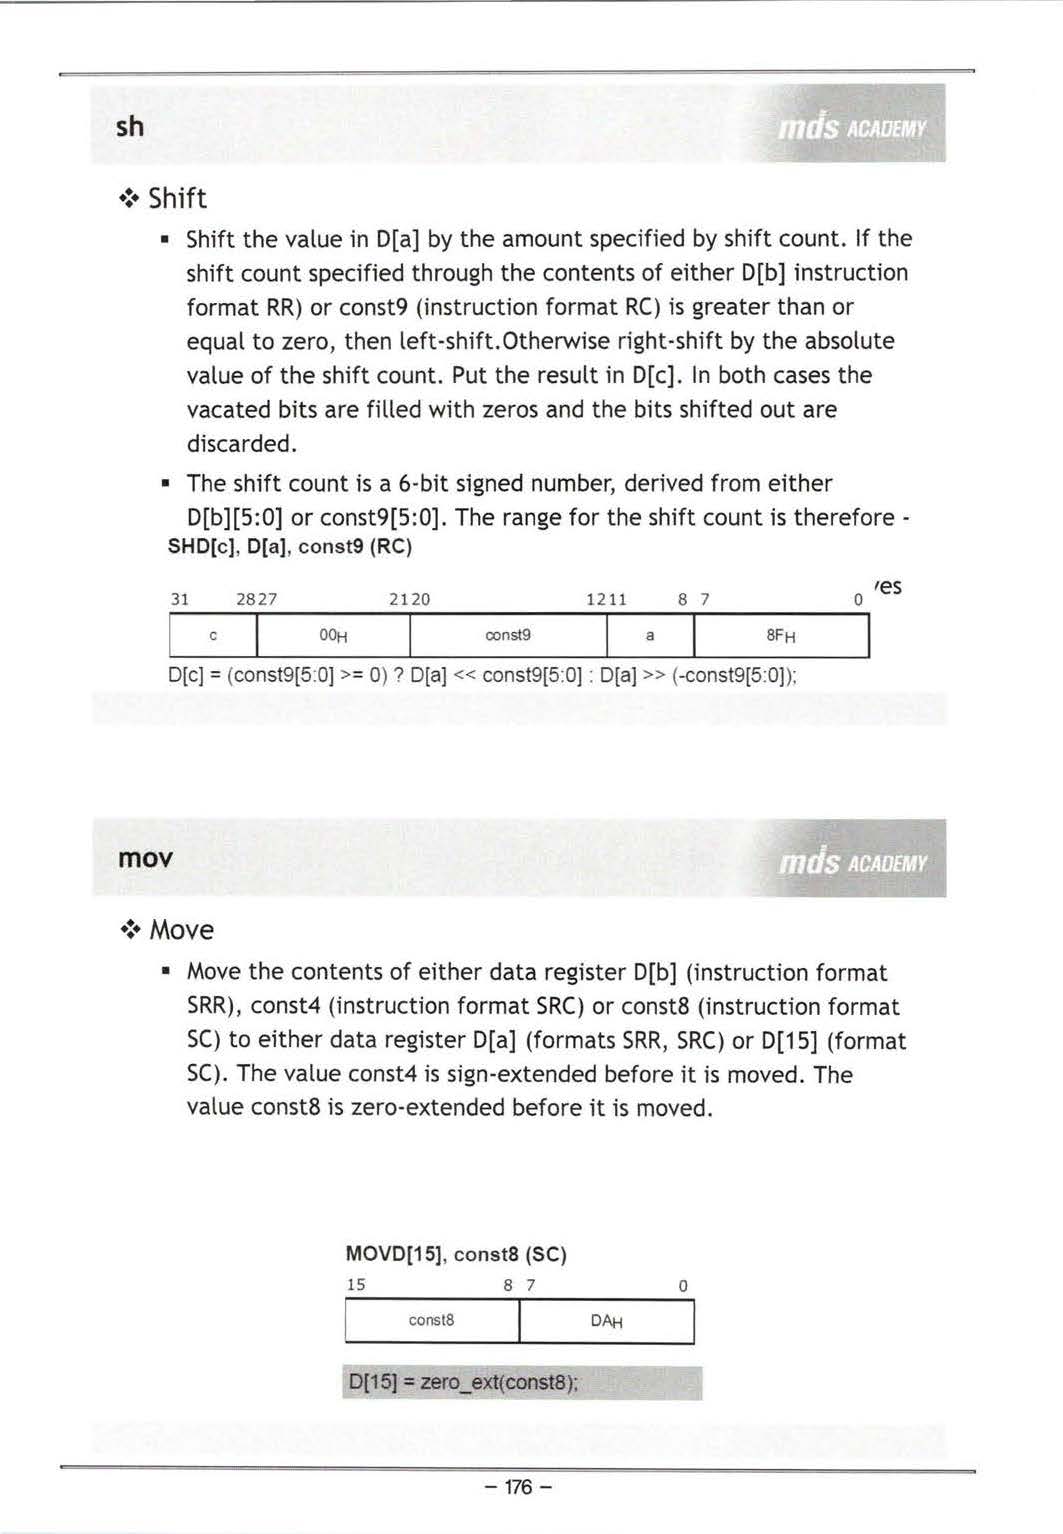 sh
mds ACADEMY
❖ Shift
▪ Shift the value in D[a] by the amount specified by shift count. If the
shift count specified through the contents of either D[b] instruction
format RR) or const9 (instruction format RC) is greater than or
equal to zero, then left-shift.Otherwise right-shift by the absolute
value of the shift count. Put the result in D[c]. In both cases the
vacated bits are filled with zeros and the bits shifted out are
discarded.
▪ The shift count is a 6-bit signed number, derived from either
D[b][5:0] or const9[5:0]. The range for the shift count is therefore -
SHD[c], D[a], const9 (RC)
31 2827 2120 1211 8 7 0
c 00H const9 a 8FH
D[c] = (const9[5:0] >= 0) ? D[a] << const9[5:0] : D[a] >> (-const9[5:0]);
mov
mds ACADEMY
❖ Move
▪ Move the contents of either data register D[b] (instruction format
SRR), const4 (instruction format SRC) or const8 (instruction format
SC) to either data register D[a] (formats SRR, SRC) or D[15] (format
SC). The value const4 is sign-extended before it is moved. The
value const8 is zero-extended before it is moved.
MOVD[15], const8 (SC)
15 8 7 0
const8 DAH
D[15] = zero_ext(const8);
– 176 –